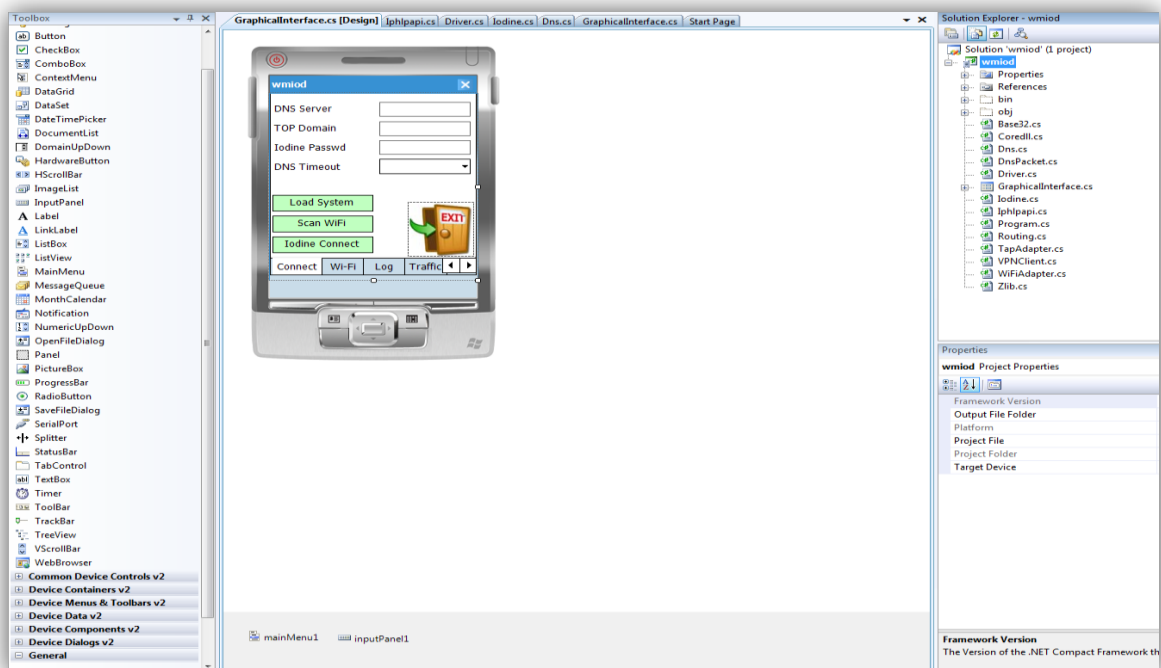 Toolbox
Button
CheckBox
ComboBox
ContextMenu
DataGrid
DataSet
DateTimePicker
DocumentList
DomainUpDown
HardwareButton
HScrollBar
ImageList
InputPanel
Label
LinkLabel
ListBox
ListView
MainMenu
MessageQueue
MonthCalendar
Notification
NumericUpDown
OpenFileDialog
Panel
PictureBox
ProgressBar
RadioButton
SaveFileDialog
SerialPort
Splitter
StatusBar
TabControl
TextBox
Timer
ToolBar
TrackBar
TreeView
VScrollBar
WebBrowser
Common Device Controls v2
Device Containers v2
Device Menus & Toolbars v2
Device Data v2
Device Components v2
Device Dialogs v2
General
GraphicalInterface.cs [Design] Iphlpapi.cs Driver.cs Iodine.cs Dns.cs GraphicalInterface.cs Start Page
wmiod
DNS Server
TOP Domain
Iodine Passwd
DNS Timeout
Load System
Scan WiFi
Iodine Connect
EXIT
Connect Wi-Fi Log Traffic
mainMenu1 inputPanel1
Solution Explorer - wmiod
Solution 'wmiod' (1 project)
wmiod
Properties
References
bin
obj
Base32.cs
Coredll.cs
Dns.cs
DnsPacket.cs
Driver.cs
GraphicalInterface.cs
Iodine.cs
Iphlpapi.cs
Program.cs
Routing.cs
TapAdapter.cs
VPNClient.cs
WiFiAdapter.cs
Zlib.cs
Properties
wmiod Project Properties
Framework Version
Output File Folder
Platform
Project File
Project Folder
Target Device
Framework Version
The Version of the .NET Compact Framework th